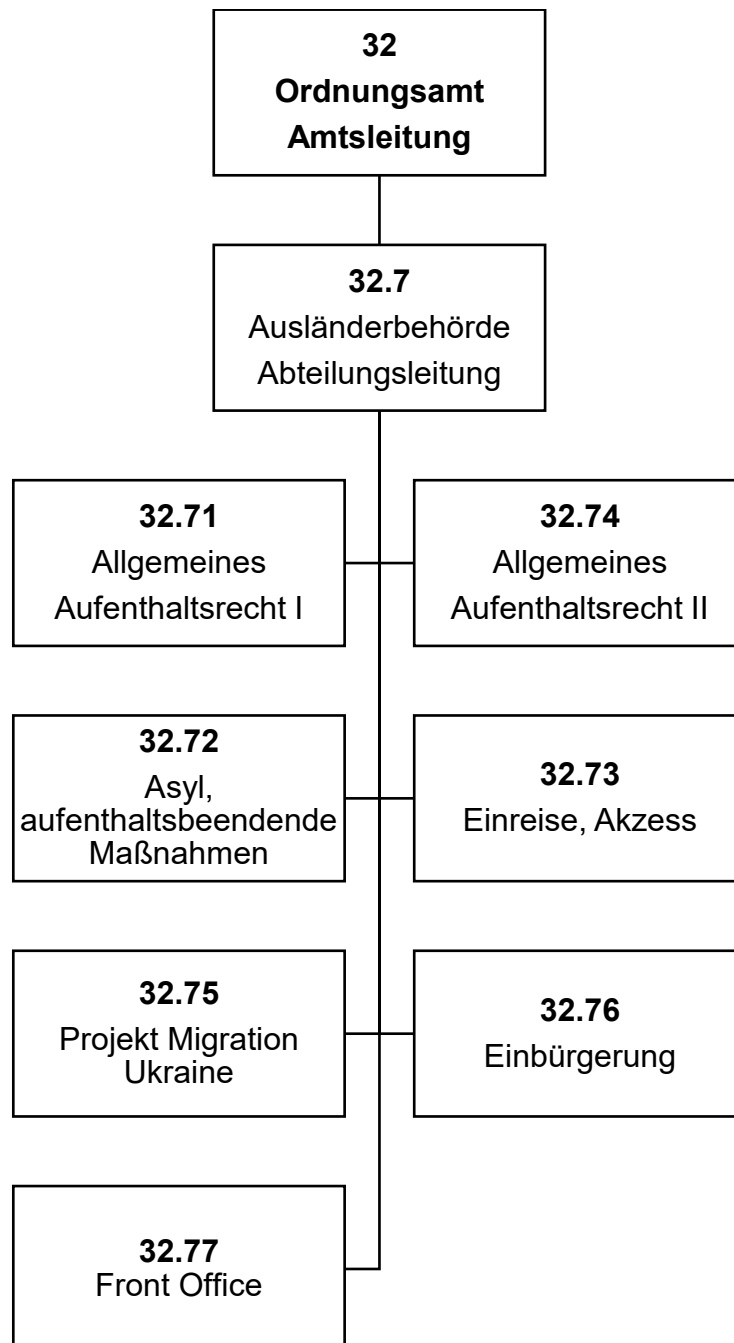 32
Ordnungsamt
Amtsleitung
32.7
Ausländerbehörde
Abteilungsleitung
32.71
Allgemeines
Aufenthaltsrecht I
32.74
Allgemeines
Aufenthaltsrecht II
32.72
Asyl,
aufenthaltsbeendende
Maßnahmen
32.73
Einreise, Akzess
32.75
Projekt Migration
Ukraine
32.76
Einbürgerung
32.77
Front Office